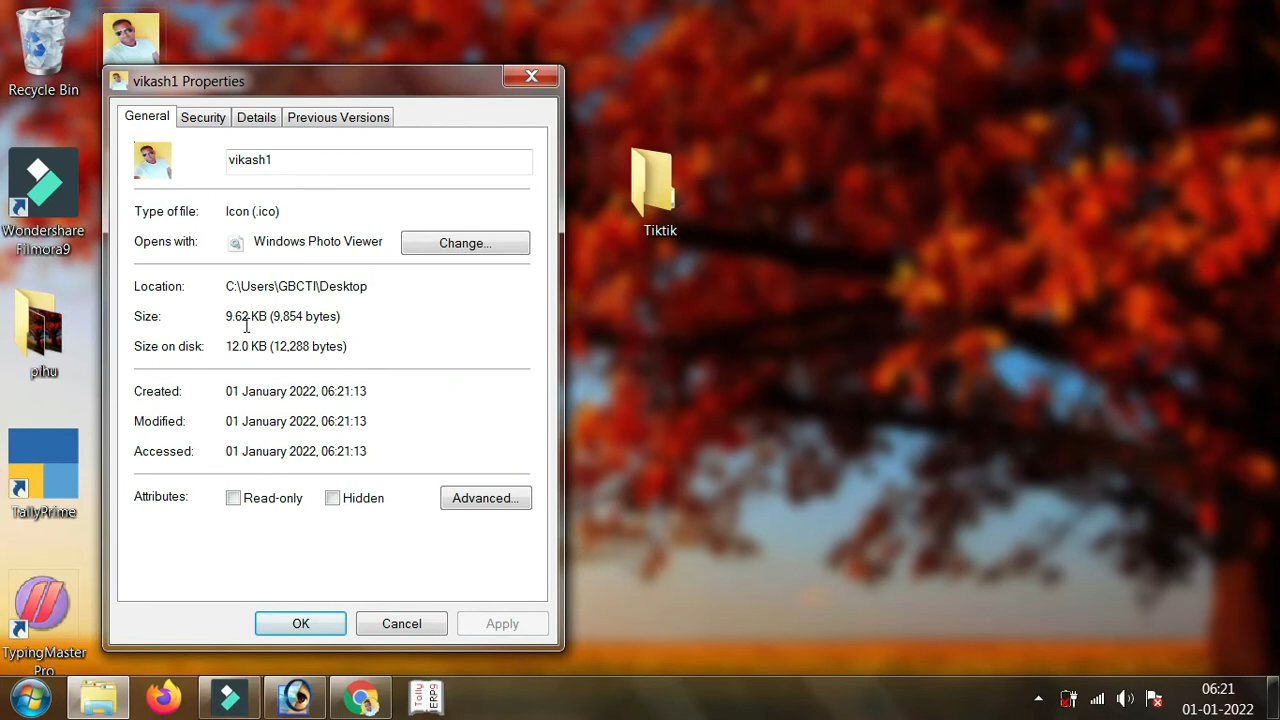 Recycle Bin
Wondershare
Filmora9
pihu
TallyPrime
TypingMaster
Pro
vikash1 Properties
General
Security
Details
Previous Versions
vikash1
Type of file: Icon (.ico)
Opens with: Windows Photo Viewer
Change...
Location: C:\Users\GBCTI\Desktop
Size: 9.62 KB (9,854 bytes)
Size on disk: 12.0 KB (12,288 bytes)
Created: 01 January 2022, 06:21:13
Modified: 01 January 2022, 06:21:13
Accessed: 01 January 2022, 06:21:13
Attributes: Read-only Hidden
Advanced...
OK
Cancel
Apply
Tiktik
Tally
ERP9
06:21
01-01-2022